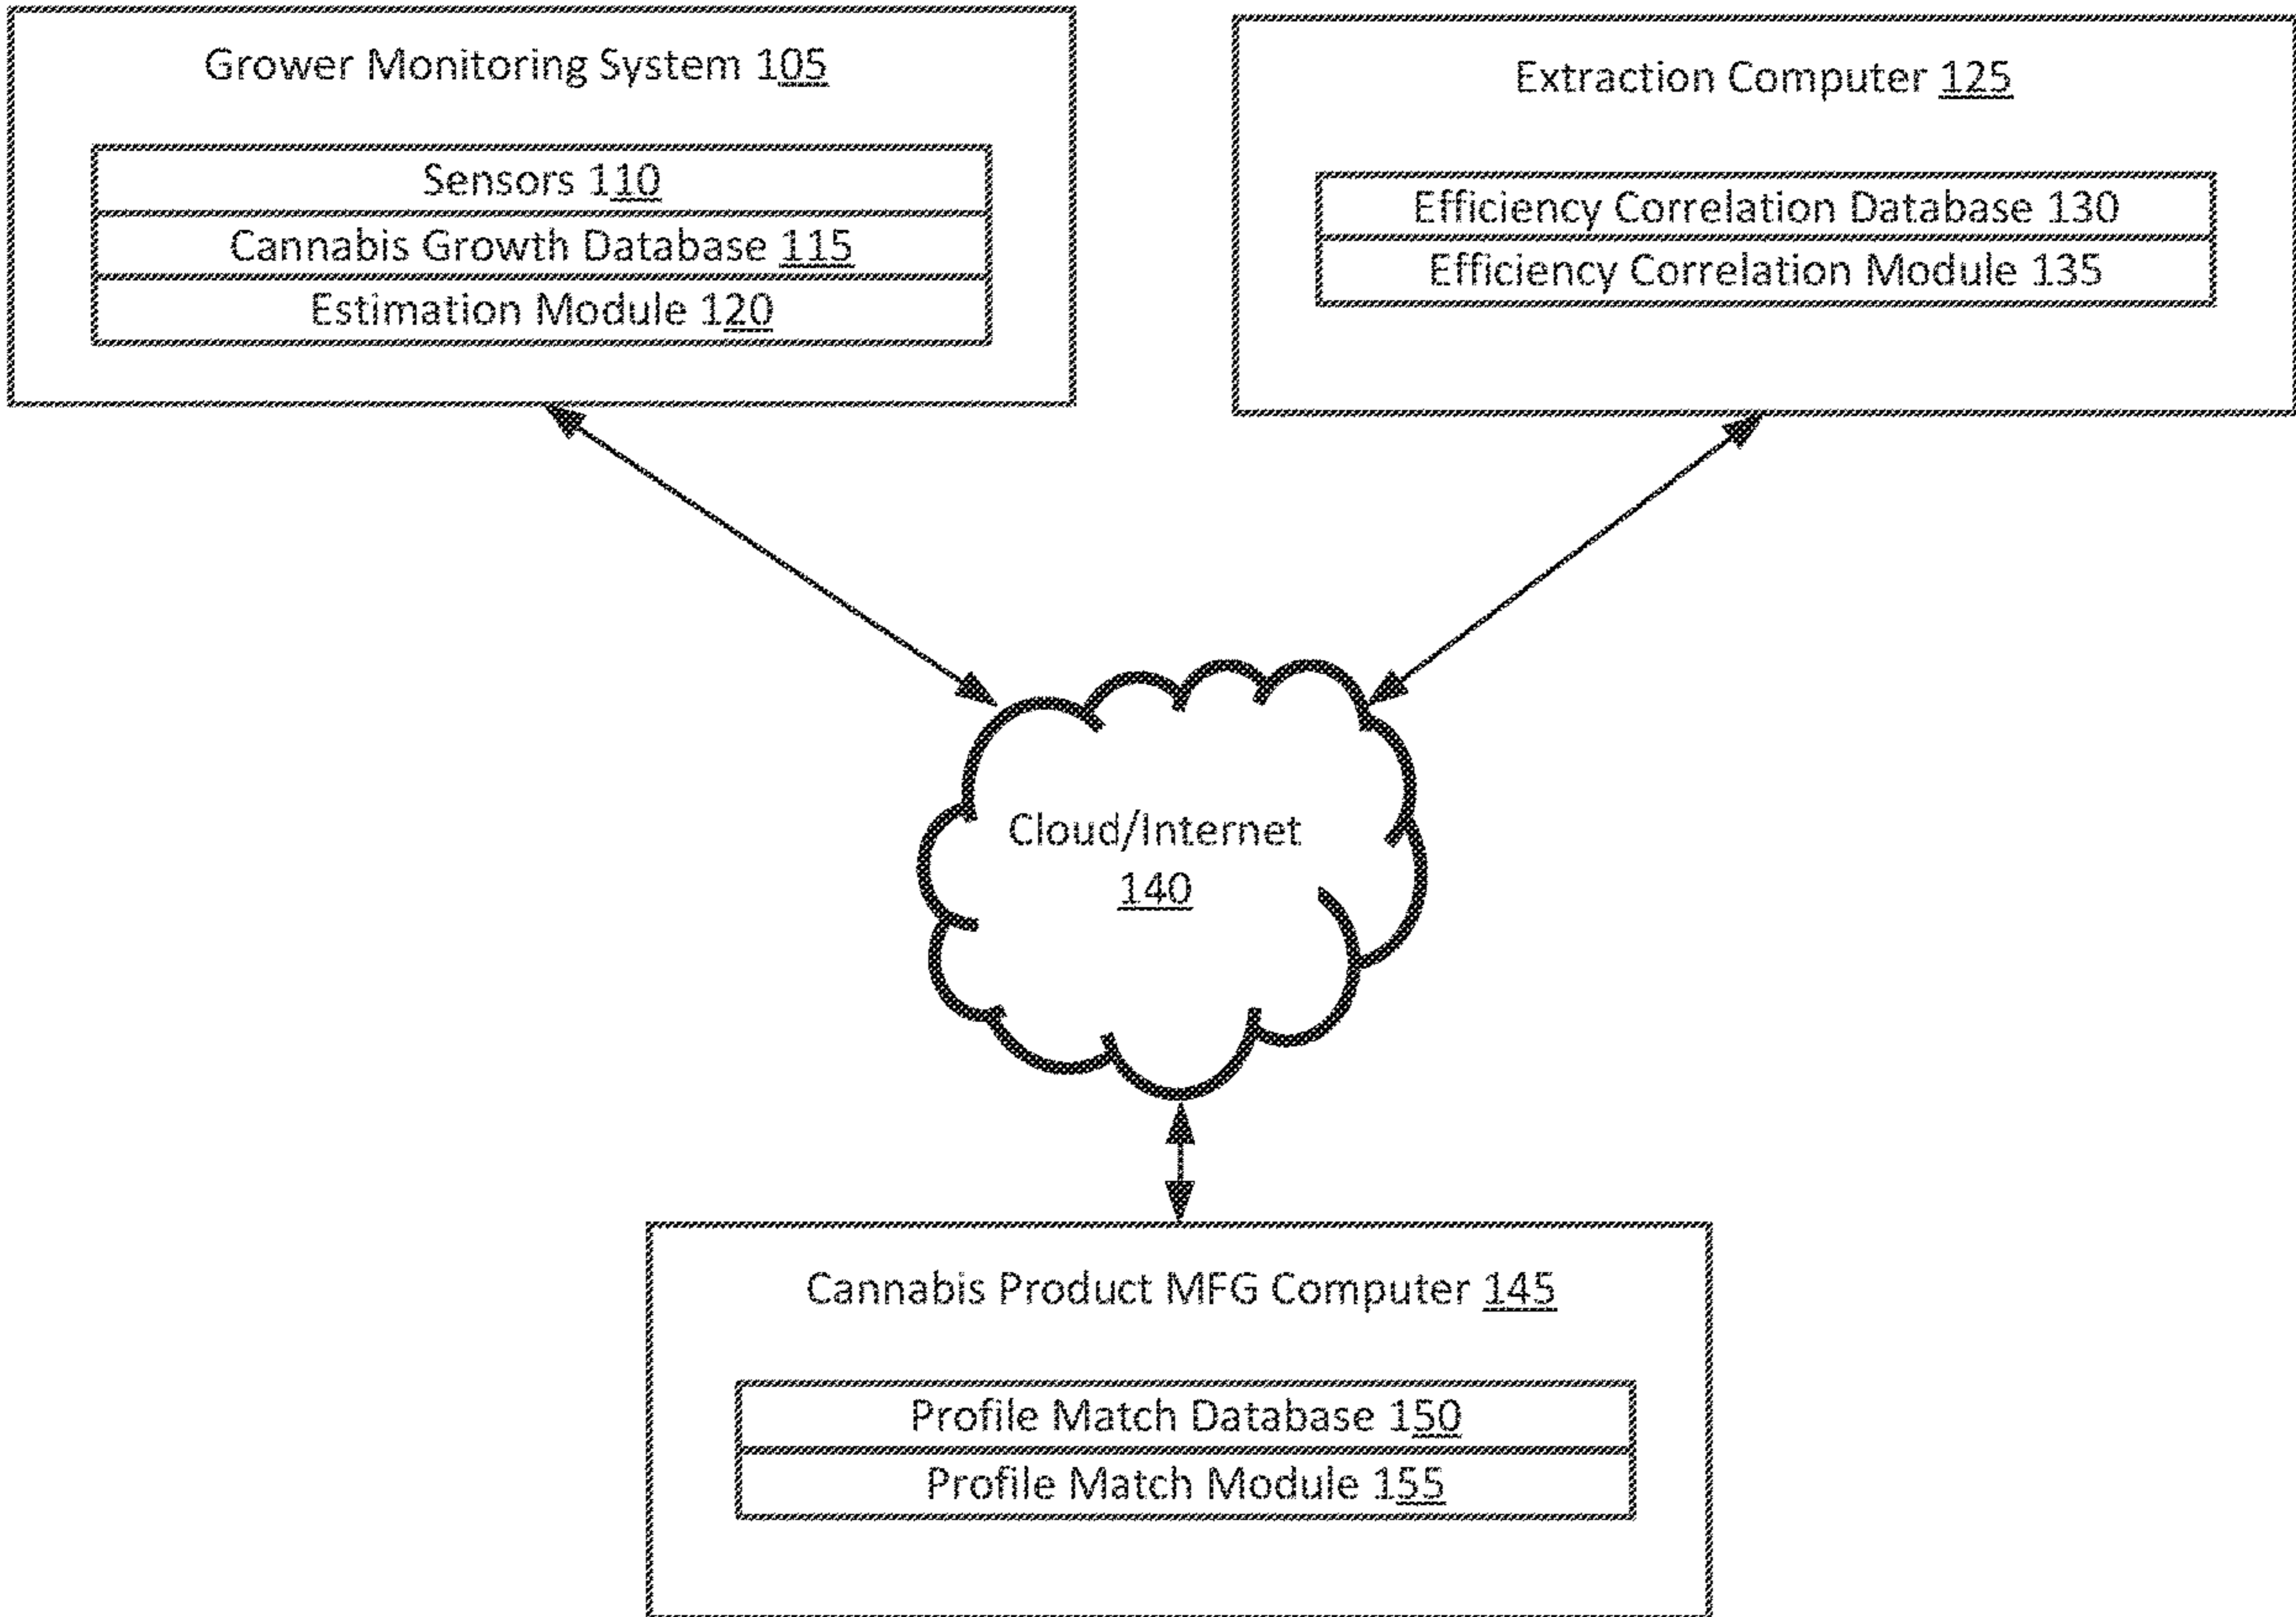 Grower Monitoring System 105
Sensors 110
Cannabis Growth Database 115
Estimation Module 120
Extraction Computer 125
Efficiency Correlation Database 130
Efficiency Correlation Module 135
Cloud/Internet
140
Cannabis Product MFG Computer 145
Profile Match Database 150
Profile Match Module 155